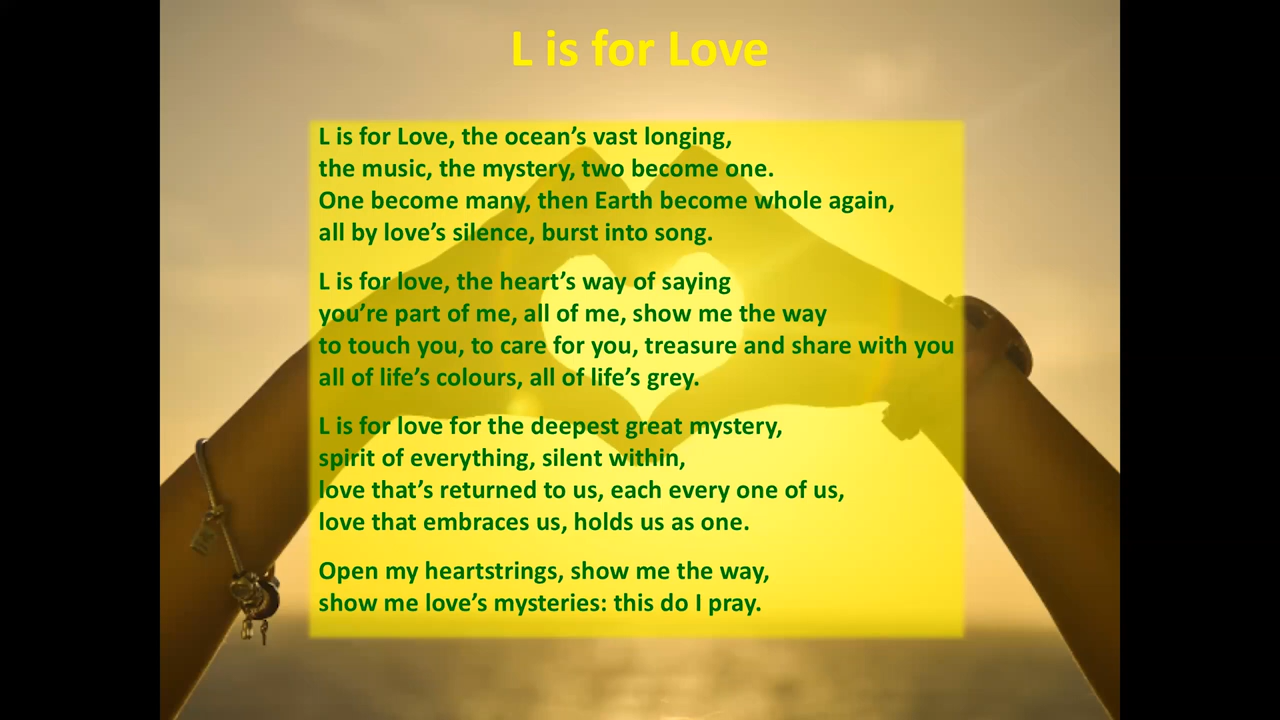 L is for Love
L is for Love, the ocean’s vast longing,
the music, the mystery, two become one.
One become many, then Earth become whole again,
all by love’s silence, burst into song.
L is for love, the heart’s way of saying
you’re part of me, all of me, show me the way
to touch you, to care for you, treasure and share with you
all of life’s colours, all of life’s grey.
L is for love for the deepest great mystery,
spirit of everything, silent within,
love that’s returned to us, each every one of us,
love that embraces us, holds us as one.
Open my heartstrings, show me the way,
show me love’s mysteries: this do I pray.